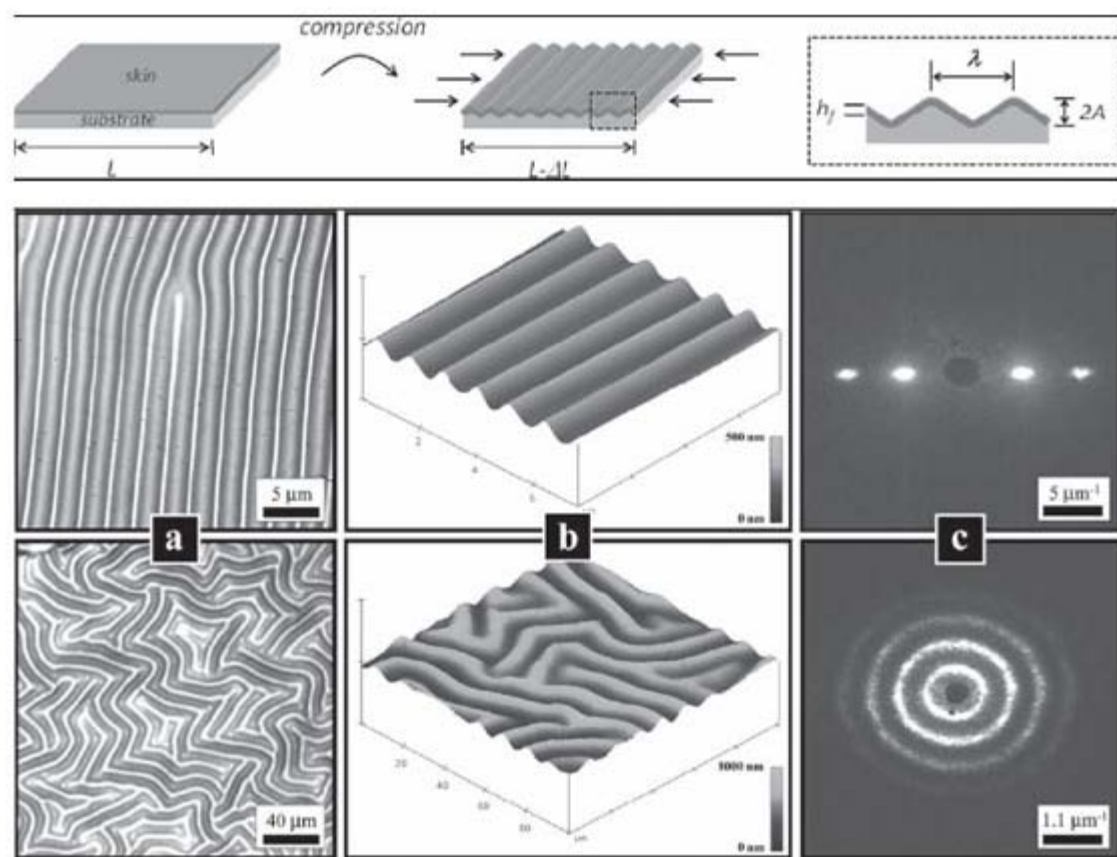 compression
skin
substrate
L
L-ΔL
λ
h_f
2A
5 μm
2
4
6
500 nm
0 nm
5 μm⁻¹
a
b
c
40 μm
20
40
60
80
μm
1000 nm
0 nm
1.1 μm⁻¹